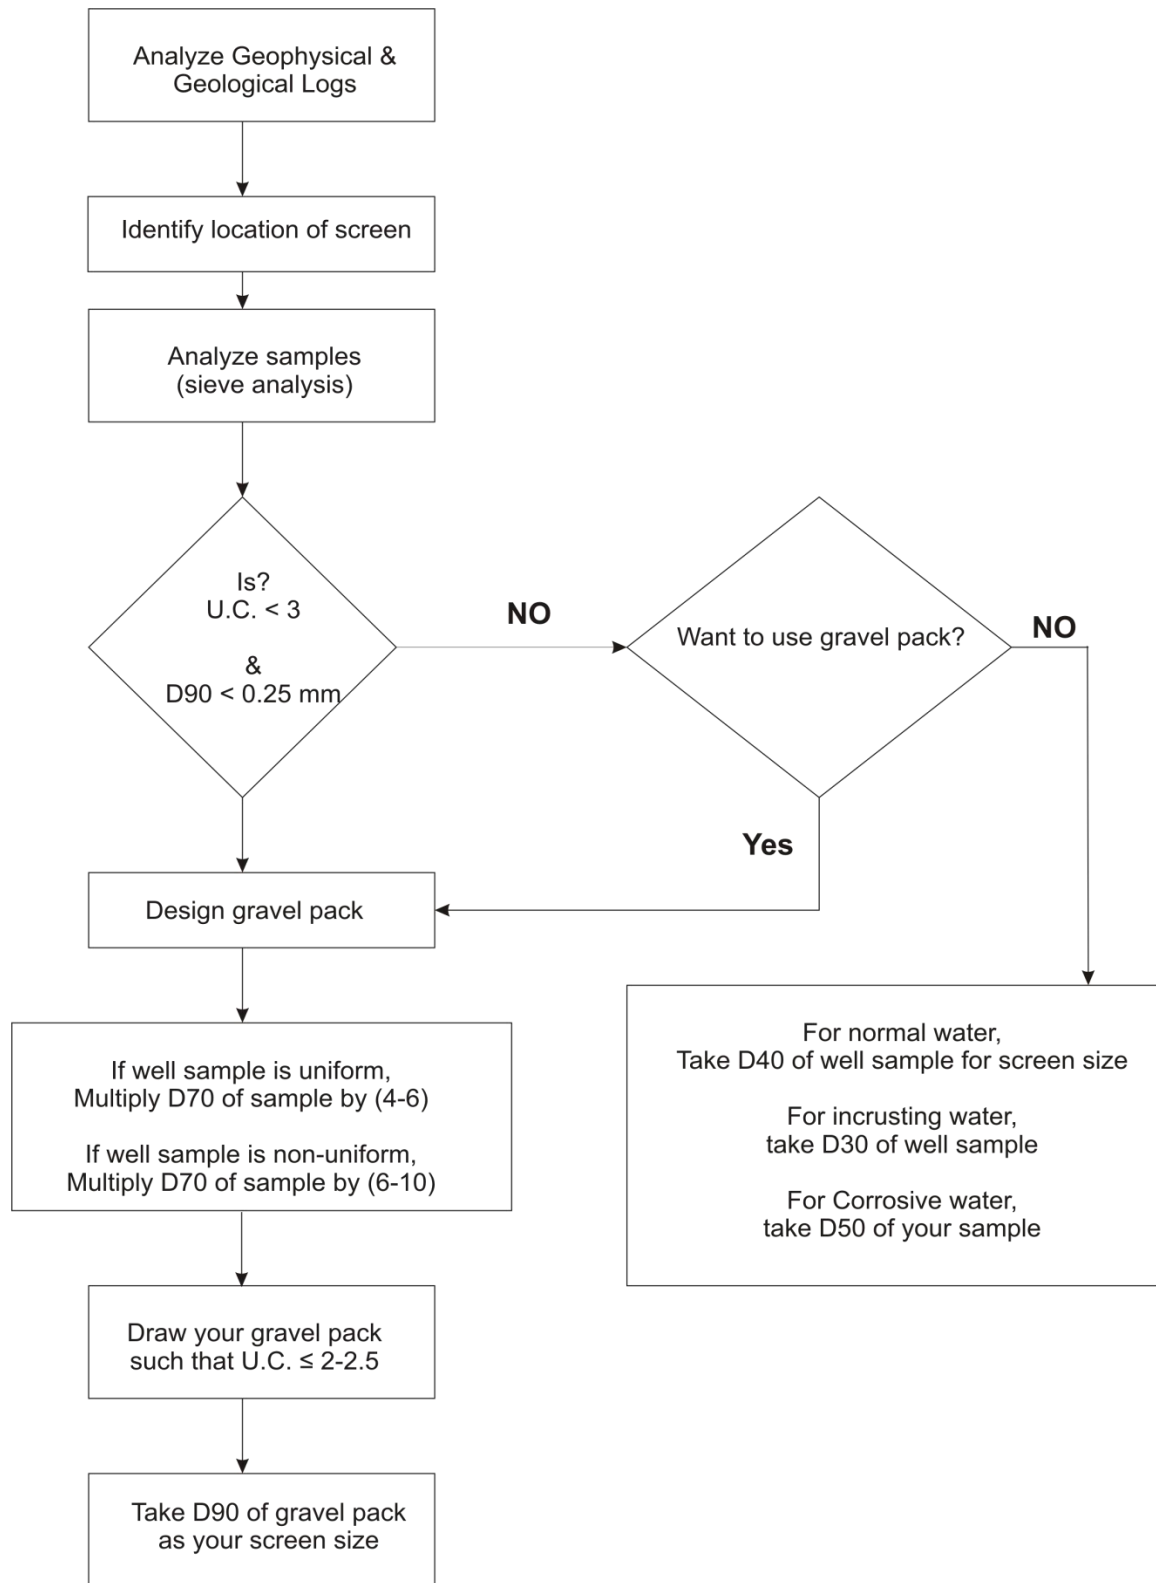 Analyze Geophysical &
Geological Logs
Identify location of screen
Analyze samples
(sieve analysis)
Is?
U.C. < 3
&
D90 < 0.25 mm
NO
Want to use gravel pack?
NO
Yes
Design gravel pack
If well sample is uniform,
Multiply D70 of sample by (4-6)
If well sample is non-uniform,
Multiply D70 of sample by (6-10)
For normal water,
Take D40 of well sample for screen size
For incrusting water,
take D30 of well sample
For Corrosive water,
take D50 of your sample
Draw your gravel pack
such that U.C. ≤ 2-2.5
Take D90 of gravel pack
as your screen size